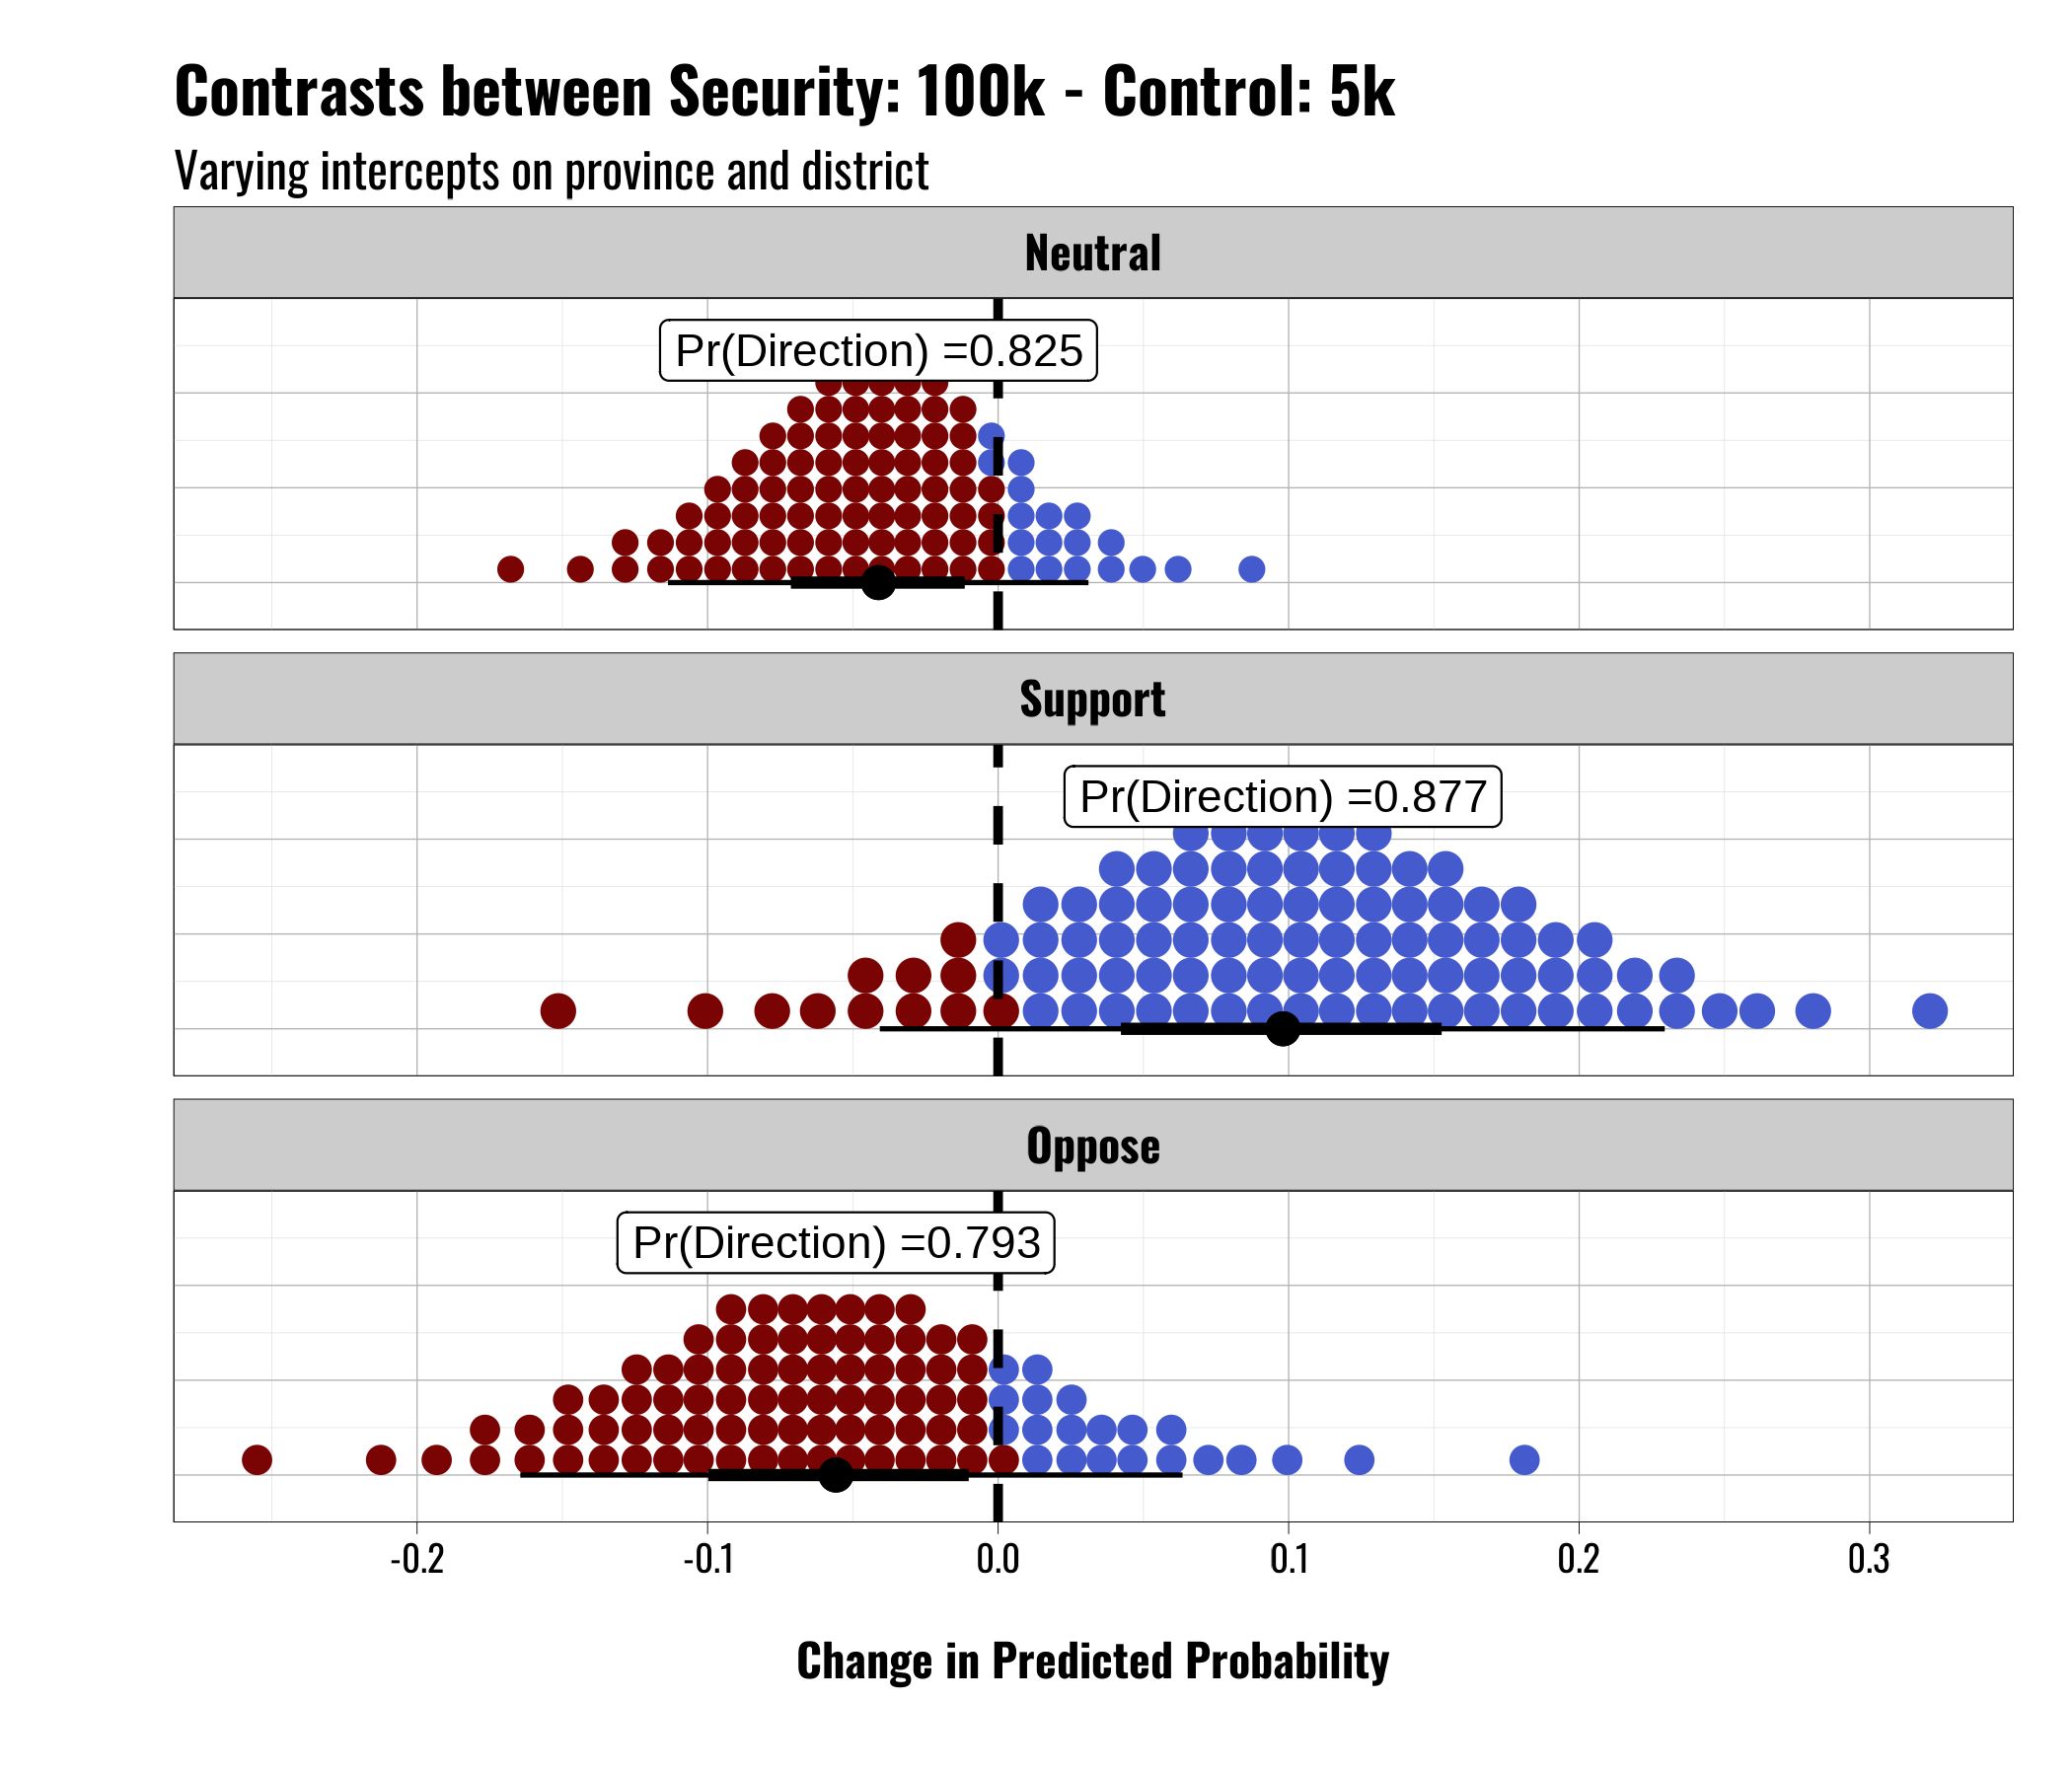 Contrasts between Security: 100k - Control: 5k
Varying intercepts on province and district
Neutral
Pr(Direction) =0.825
Support
Pr(Direction) =0.877
Oppose
Pr(Direction) =0.793
-0.2 -0.1 0.0 0.1 0.2 0.3
Change in Predicted Probability